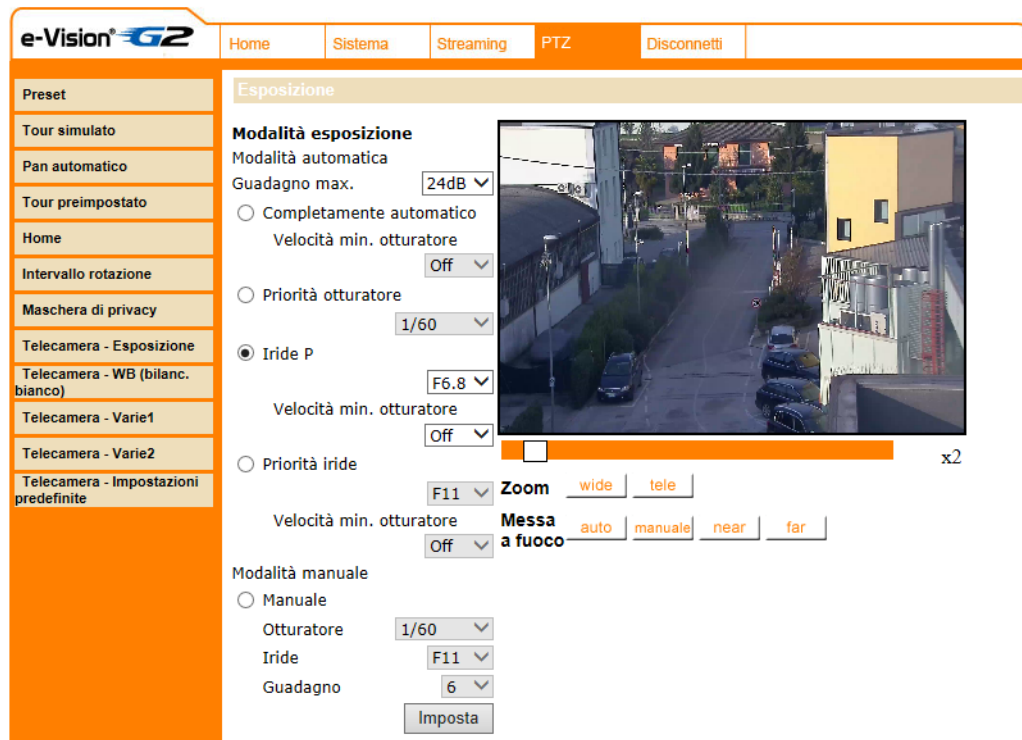 e-Vision® G2
Home
Sistema
Streaming
PTZ
Disconnetti
Preset
Tour simulato
Pan automatico
Tour preimpostato
Home
Intervallo rotazione
Maschera di privacy
Telecamera - Esposizione
Telecamera - WB (bilanc.
bianco)
Telecamera - Varie1
Telecamera - Varie2
Telecamera - Impostazioni
predefinite
Esposizione
Modalità esposizione
Modalità automatica
Guadagno max. 24dB
Completamente automatico
Velocità min. otturatore
Off
Priorità otturatore
1/60
Iride P
F6.8
Velocità min. otturatore
Off
Priorità iride
F11
Velocità min. otturatore
Off
Modalità manuale
Manuale
Otturatore 1/60
Iride F11
Guadagno 6
Imposta
x2
Zoom wide tele
Messa
a fuoco auto manuale near far